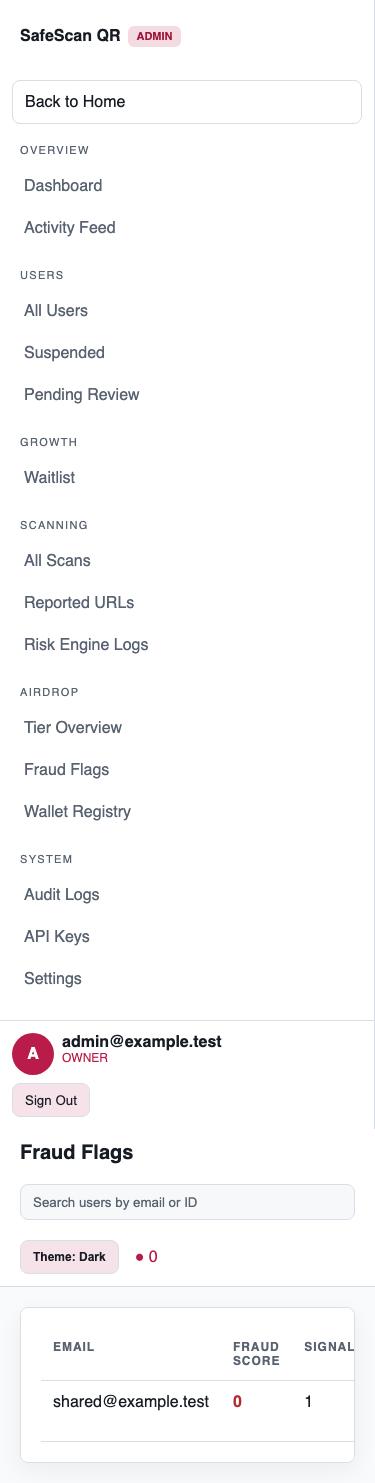 SafeScan QR ADMIN
Back to Home
OVERVIEW
Dashboard
Activity Feed
USERS
All Users
Suspended
Pending Review
GROWTH
Waitlist
SCANNING
All Scans
Reported URLs
Risk Engine Logs
AIRDROP
Tier Overview
Fraud Flags
Wallet Registry
SYSTEM
Audit Logs
API Keys
Settings
A admin@example.test
OWNER
Sign Out
Fraud Flags
Search users by email or ID
Theme: Dark ● 0
EMAIL FRAUD SIGNAL
SCORE
shared@example.test 0 1